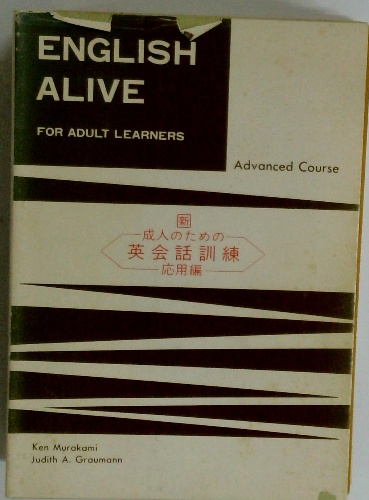 ENGLISH
ALIVE
FOR ADULT LEARNERS
Advanced Course
新
成人のための
英会話訓練
応用編
Ken Murakami
Judith A. Graumann